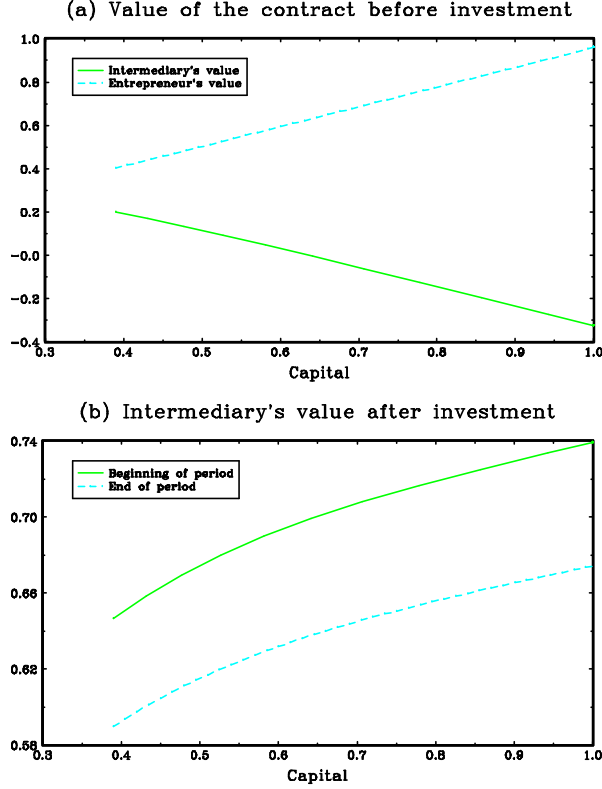 (a) Value of the contract before investment
1.0
Intermediary's value
Entrepreneur's value
0.8
0.6
0.4
0.2
-0.0
-0.2
-0.4
0.3 0.4 0.5 0.6 0.7 0.8 0.9 1.0
Capital
(b) Intermediary's value after investment
0.74
Beginning of period
End of period
0.70
0.66
0.62
0.58
0.3 0.4 0.5 0.6 0.7 0.8 0.9 1.0
Capital